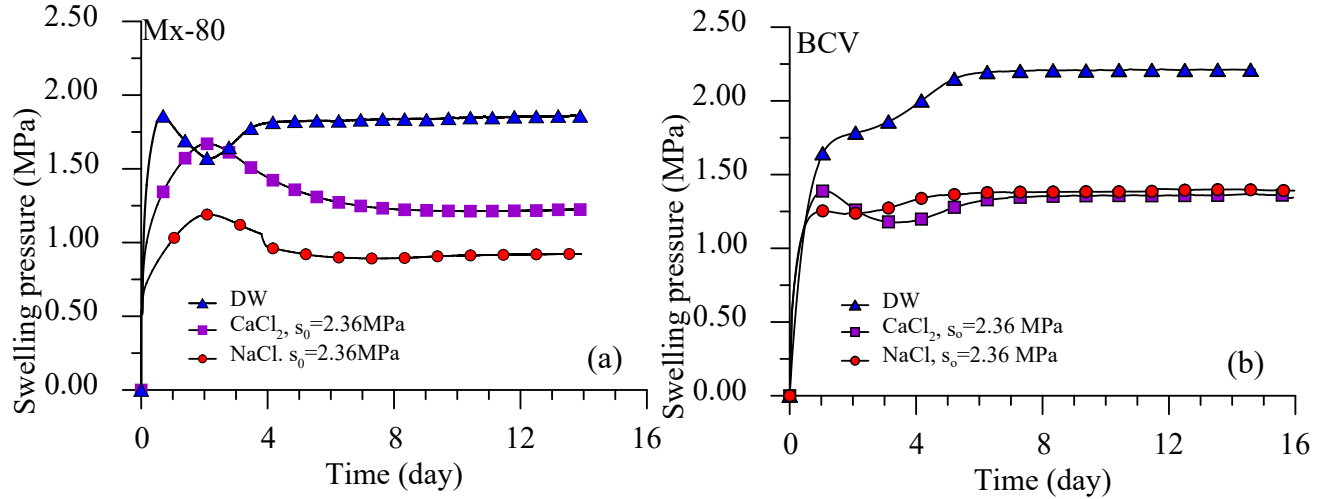 Mx-80
Swelling pressure (MPa)
2.50
2.00
1.50
1.00
0.50
0.00
DW
CaCl₂, s₀=2.36MPa
NaCl. s₀=2.36MPa
(a)
0 4 8 12 16
Time (day)
BCV
Swelling pressure (MPa)
2.50
2.00
1.50
1.00
0.50
0.00
DW
CaCl₂, sₒ=2.36 MPa
NaCl, sₒ=2.36 MPa
(b)
0 4 8 12 16
Time (day)